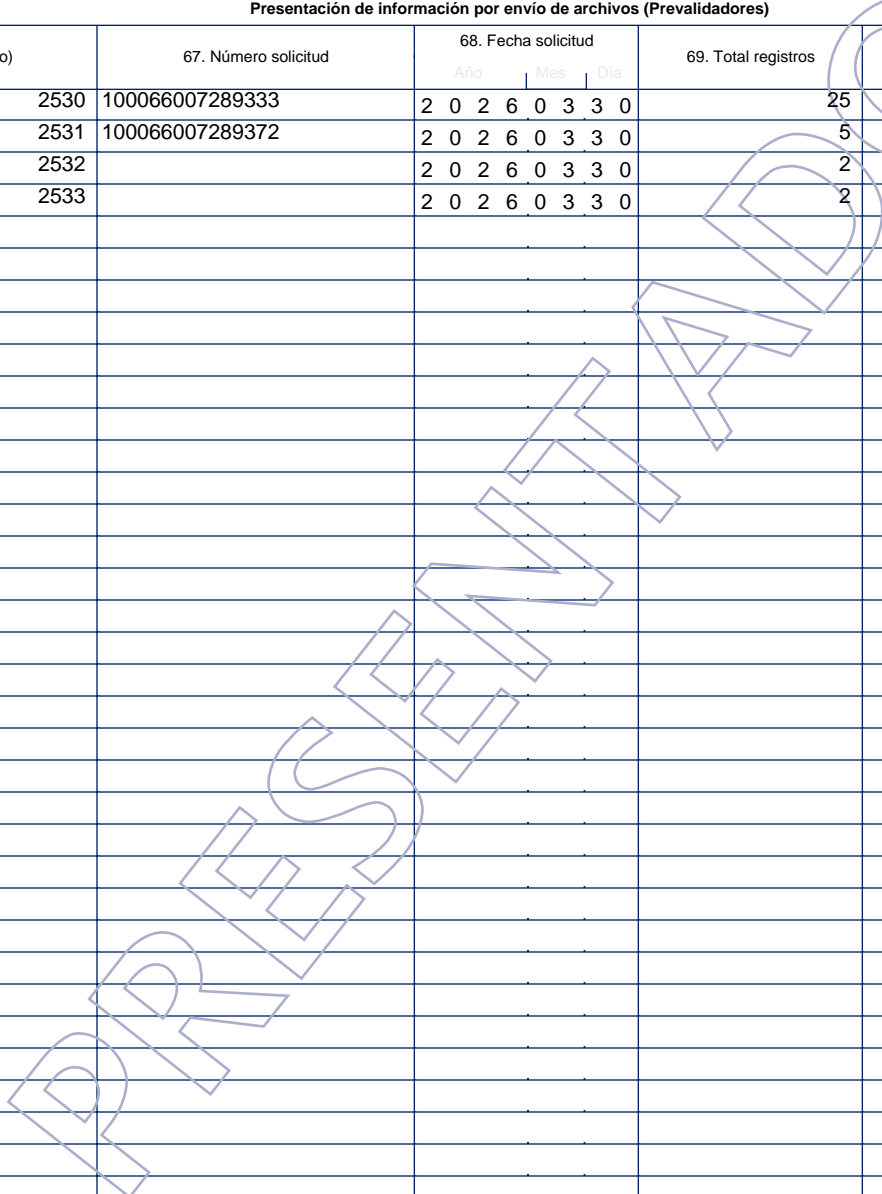 Presentación de información por envío de archivos (Prevalidadores)
o) 67. Número solicitud 68. Fecha solicitud 69. Total registros
Año Mes Día
2530 100066007289333 2 0 2 6 0 3 3 0 25
2531 100066007289372 2 0 2 6 0 3 3 0 5
2532 2 0 2 6 0 3 3 0 2
2533 2 0 2 6 0 3 3 0 2
PRESENTADO